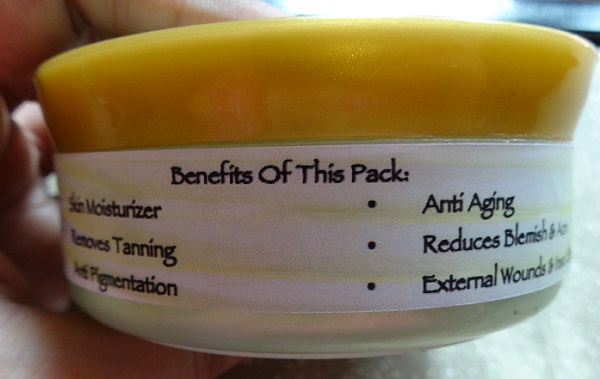 Benefits Of This Pack:
Skin Moisturizer
Removes Tanning
Anti Pigmentation
• Anti Aging
• Reduces Blemish &
• External Wounds &